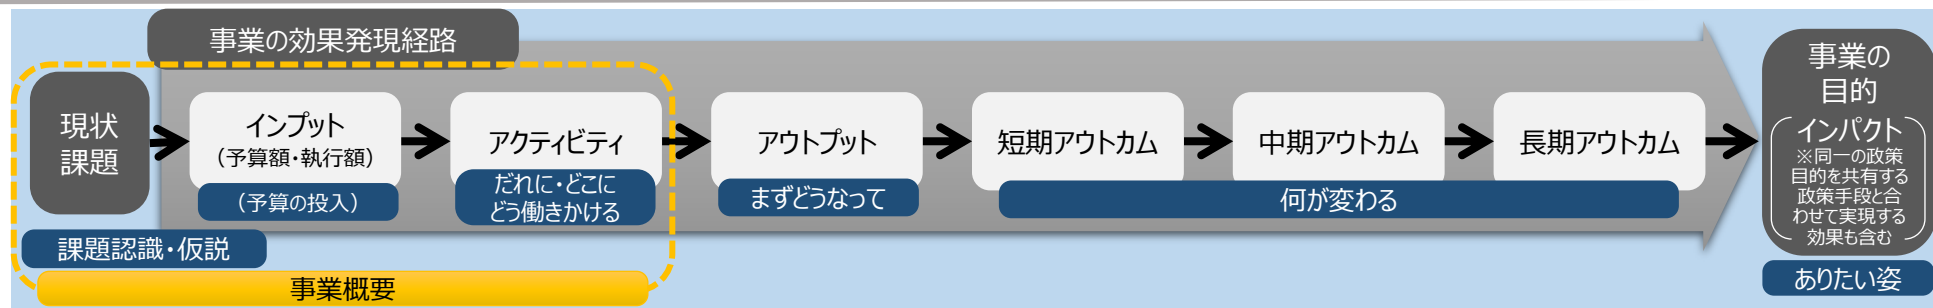 事業の効果発現経路
現状
課題
インプット
（予算額・執行額）
（予算の投入）
アクティビティ
だれに・どこに
どう働きかける
アウトプット
まずどうなって
短期アウトカム
中期アウトカム
長期アウトカム
何が変わる
事業の
目的
インパクト
※同一の政策
目的を共有する
政策手段と合
わせて実現する
効果も含む
ありたい姿
課題認識・仮説
事業概要